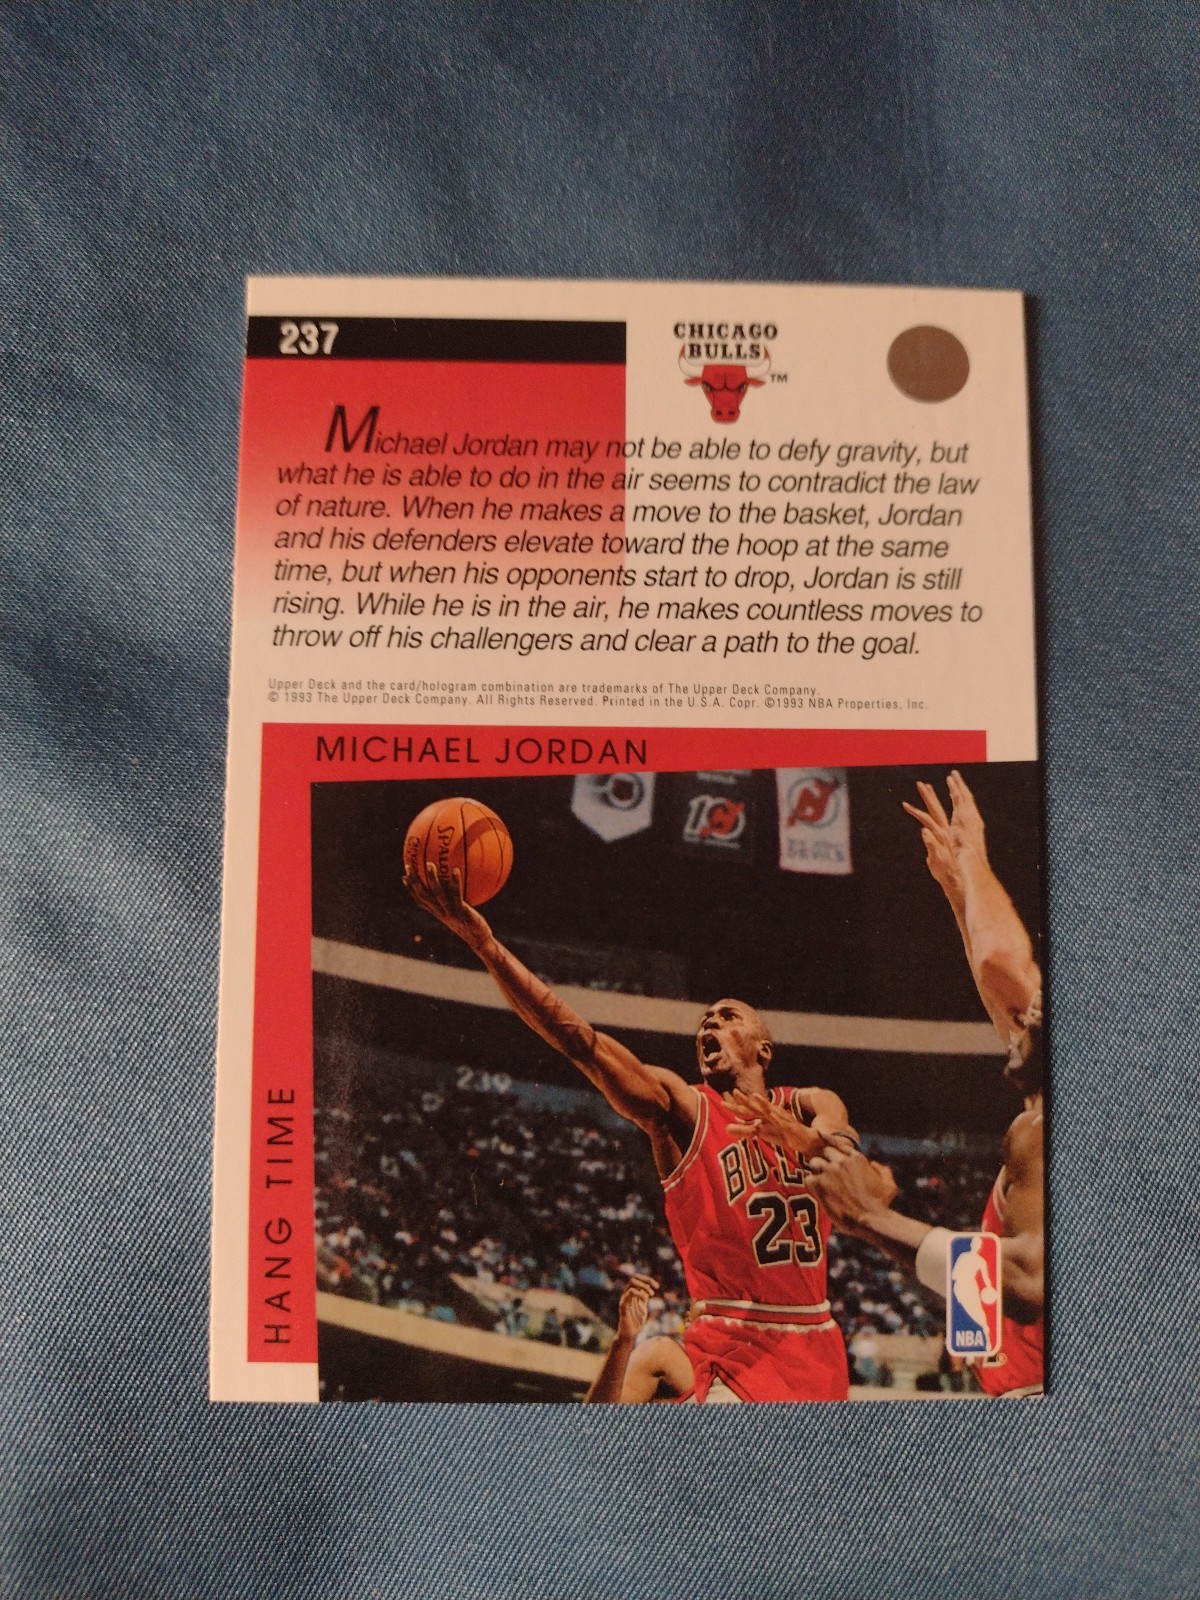 237
CHICAGO
BULLS
TM
Michael Jordan may not be able to defy gravity, but
what he is able to do in the air seems to contradict the law
of nature. When he makes a move to the basket, Jordan
and his defenders elevate toward the hoop at the same
time, but when his opponents start to drop, Jordan is still
rising. While he is in the air, he makes countless moves to
throw off his challengers and clear a path to the goal.
Upper Deck and the card/hologram combination are trademarks of The Upper Deck Company.
© 1993 The Upper Deck Company. All Rights Reserved. Printed in the U.S.A. Copr. ©1993 NBA Properties, Inc.
MICHAEL JORDAN
HANG TIME
SPALDING
10
DEVILS
239
BULLS
23
NBA
®